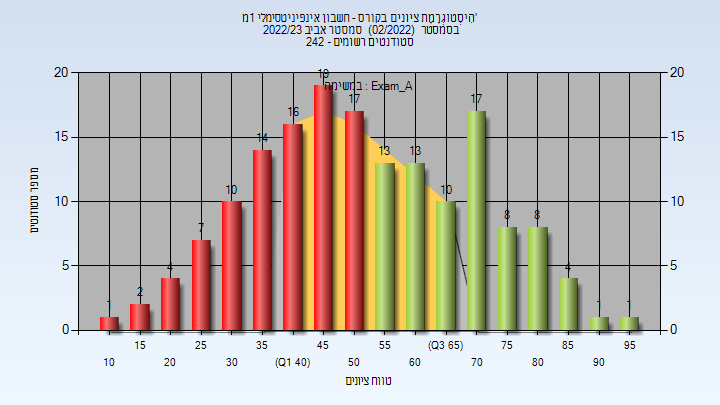 היסטוגרמת ציונים בקורס - חשבון אינפיניטסימלי 1מ'
בסמסטר (02/2022) סמסטר אביב 2022/23
242 - סטודנטים רשומים
במשימה : Exam_A
מספר סטודנטים
20 15 10 5 0
20 15 10 5 0
1 2 4 7 10 14 16 19 17 13 13 10 17 8 8 4 1 1
15 25 35 45 55 (Q3 65) 75 85 95
10 20 30 (Q1 40) 50 60 70 80 90
טווח ציונים